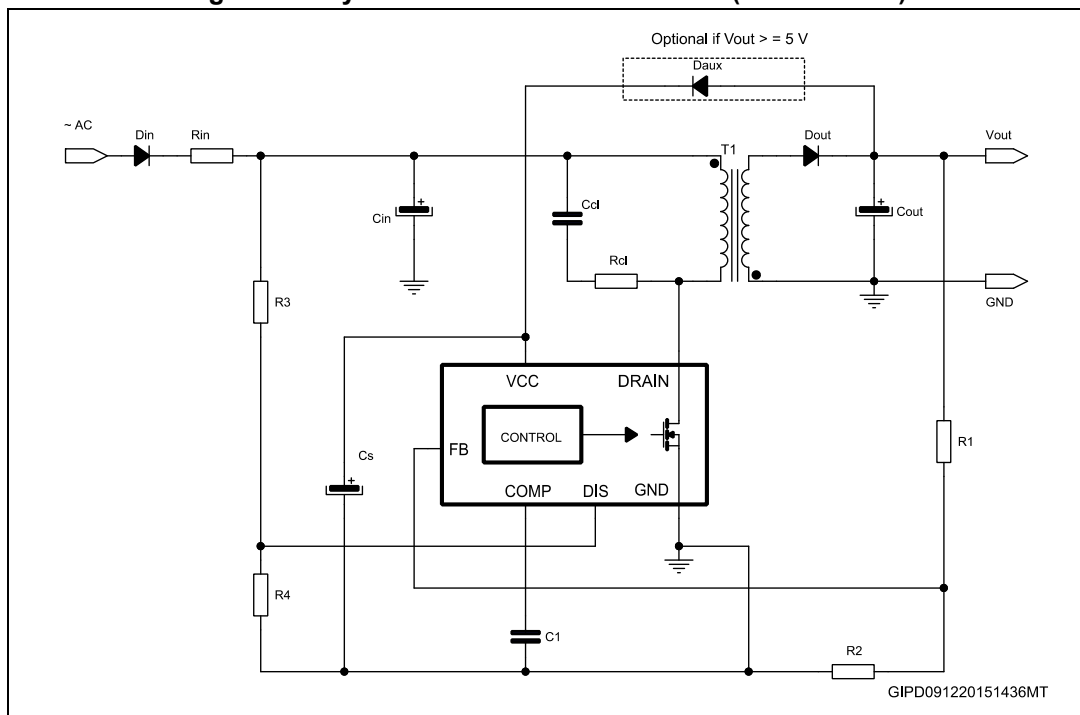 Optional if Vout > = 5 V
Daux
~ AC
Din
Rin
T1
Dout
Vout
Ccl
Cin
Cout
Rcl
R3
GND
VCC
DRAIN
CONTROL
FB
R1
Cs
COMP
DIS
GND
R4
C1
R2
GIPD091220151436MT